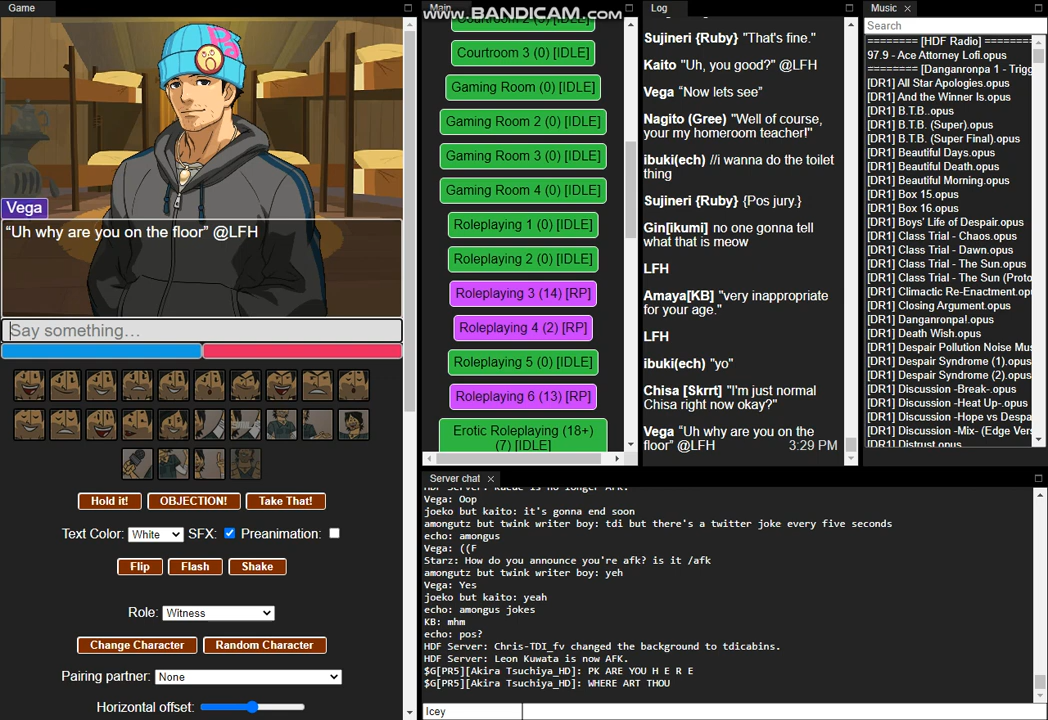 Game
Vega
“Uh why are you on the floor” @LFH
Say something…
Hold it!
OBJECTION!
Take That!
Text Color:
White
SFX:
Preanimation:
Flip
Flash
Shake
Role:
Witness
Change Character
Random Character
Pairing partner:
None
Horizontal offset:
www.BANDICAM.com
Courtroom 3 (0) [IDLE]
Gaming Room (0) [IDLE]
Gaming Room 2 (0) [IDLE]
Gaming Room 3 (0) [IDLE]
Gaming Room 4 (0) [IDLE]
Roleplaying 1 (0) [IDLE]
Roleplaying 2 (0) [IDLE]
Roleplaying 3 (14) [RP]
Roleplaying 4 (2) [RP]
Roleplaying 5 (0) [IDLE]
Roleplaying 6 (13) [RP]
Erotic Roleplaying (18+)
(7) [IDLE]
Log
Sujineri {Ruby} "That's fine."
Kaito “Uh, you good?” @LFH
Vega “Now lets see”
Nagito (Gree) "Well of course,
your my homeroom teacher!"
ibuki(ech) //i wanna do the toilet
thing
Sujineri {Ruby} {Pos jury.}
Gin[ikumi] no one gonna tell
what that is meow
LFH
Amaya[KB] "very inappropriate
for your age."
LFH
ibuki(ech) "yo"
Chisa [Skrrt] "I'm just normal
Chisa right now okay?"
Vega “Uh why are you on the
floor” @LFH
3:29 PM
Music
Search
======== [HDF Radio] ========
97.9 - Ace Attorney Lofi.opus
======== [Danganronpa 1 - Trigg
[DR1] All Star Apologies.opus
[DR1] And the Winner Is.opus
[DR1] B.T.B..opus
[DR1] B.T.B. (Super).opus
[DR1] B.T.B. (Super Final).opus
[DR1] Beautiful Days.opus
[DR1] Beautiful Death.opus
[DR1] Beautiful Morning.opus
[DR1] Box 15.opus
[DR1] Box 16.opus
[DR1] Boys' Life of Despair.opus
[DR1] Class Trial - Chaos.opus
[DR1] Class Trial - Dawn.opus
[DR1] Class Trial - The Sun.opus
[DR1] Class Trial - The Sun (Proto
[DR1] Climactic Re-Enactment.opu
[DR1] Closing Argument.opus
[DR1] Danganronpa!.opus
[DR1] Death Wish.opus
[DR1] Despair Pollution Noise Mus
[DR1] Despair Syndrome (1).opus
[DR1] Despair Syndrome (2).opus
[DR1] Discussion -Break-.opus
[DR1] Discussion -Heat Up-.opus
[DR1] Discussion -Hope vs Despa
[DR1] Discussion -Mix- (Edge Vers
[DR1] Distrust.opus
Server chat
HDF Server: Kaede is no longer AFK.
Vega: Oop
joeko but kaito: it's gonna end soon
amongutz but twink writer boy: tdi but there's a twitter joke every five seconds
echo: amongus
Vega: ((F
Starz: How do you announce you're afk? is it /afk
amongutz but twink writer boy: yeh
Vega: Yes
joeko but kaito: yeah
echo: amongus jokes
KB: mhm
echo: pos?
HDF Server: Chris-TDI_fv changed the background to tdicabins.
HDF Server: Leon Kuwata is now AFK.
$G[PR5][Akira Tsuchiya_HD]: PK ARE YOU H E R E
$G[PR5][Akira Tsuchiya_HD]: WHERE ART THOU
Icey